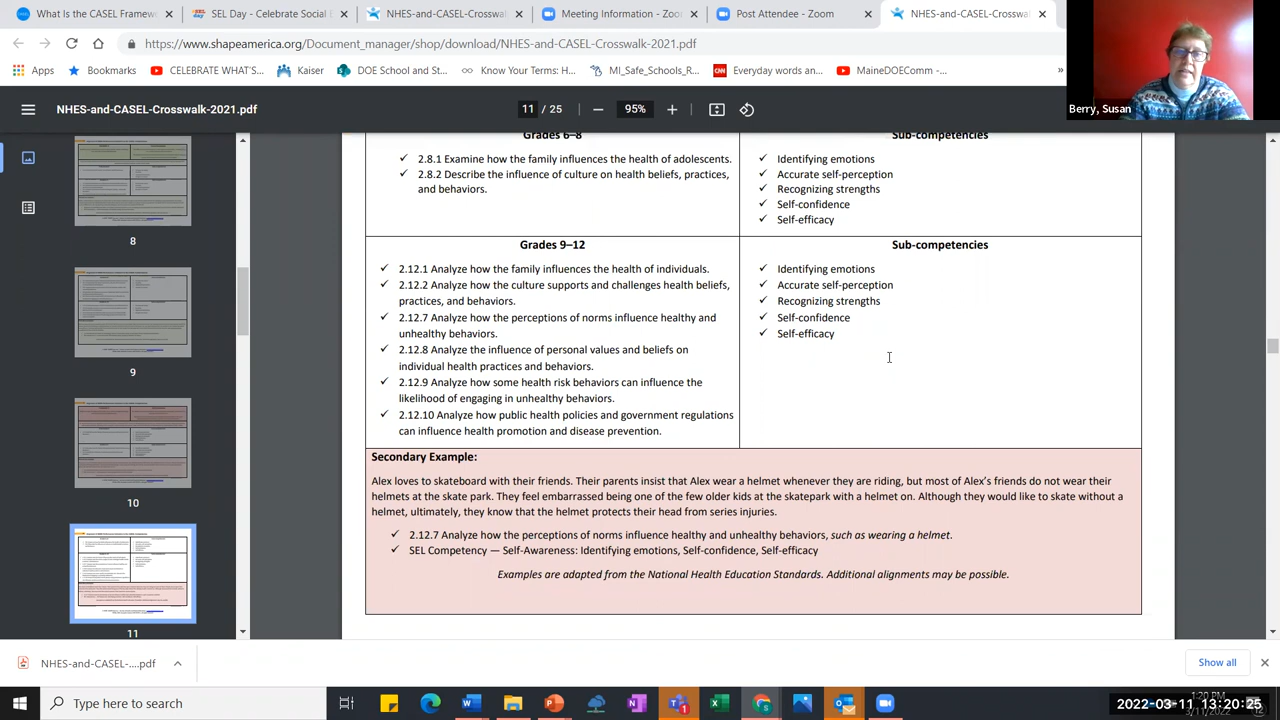 What is the CASEL Framew
SEL Day - Celebrate Social E
NHES-and-CASEL-Crosswal
Meeting Information - Zoo
Post Attendee - Zoom
NHES-and-CASEL-Crosswa
https://www.shapeamerica.org/Document_manager/shop/download/NHES-and-CASEL-Crosswalk-2021.pdf
Apps
Bookmarks
CELEBRATE WHAT'S...
Kaiser
DOE School and St...
Know Your Terms: H...
MI_Safe_Schools_R...
Everyday words an...
MaineDOEComm -...
»
Berry, Susan
NHES-and-CASEL-Crosswalk-2021.pdf
11 / 25
95%
8
9
10
11
Grades 6–8
2.8.1 Examine how the family influences the health of adolescents.
2.8.2 Describe the influence of culture on health beliefs, practices,
and behaviors.
Sub-competencies
Identifying emotions
Accurate self-perception
Recognizing strengths
Self-confidence
Self-efficacy
Grades 9–12
2.12.1 Analyze how the family influences the health of individuals.
2.12.2 Analyze how the culture supports and challenges health beliefs,
practices, and behaviors.
2.12.7 Analyze how the perceptions of norms influence healthy and
unhealthy behaviors.
2.12.8 Analyze the influence of personal values and beliefs on
individual health practices and behaviors.
2.12.9 Analyze how some health risk behaviors can influence the
likelihood of engaging in unhealthy behaviors.
2.12.10 Analyze how public health policies and government regulations
can influence health promotion and disease prevention.
Sub-competencies
Identifying emotions
Accurate self-perception
Recognizing strengths
Self-confidence
Self-efficacy
Secondary Example:
Alex loves to skateboard with their friends. Their parents insist that Alex wear a helmet whenever they are riding, but most of Alex's friends do not wear their
helmets at the skate park. They feel embarrassed being one of the few older kids at the skatepark with a helmet on. Although they would like to skate without a
helmet, ultimately, they know that the helmet protects their head from series injuries.
2.12.7 Analyze how the perceptions of norms influence healthy and unhealthy behaviors, such as wearing a helmet.
SEL Competency — Self-Awareness: Identifying emotions, Self-confidence, Self-efficacy
Examples are adapted from the National Health Education Standards. Additional alignments may be possible.
NHES-and-CASEL-....pdf
Show all
Type here to search
1:20 PM
2022-03-11 13:20:25
3/11/2022